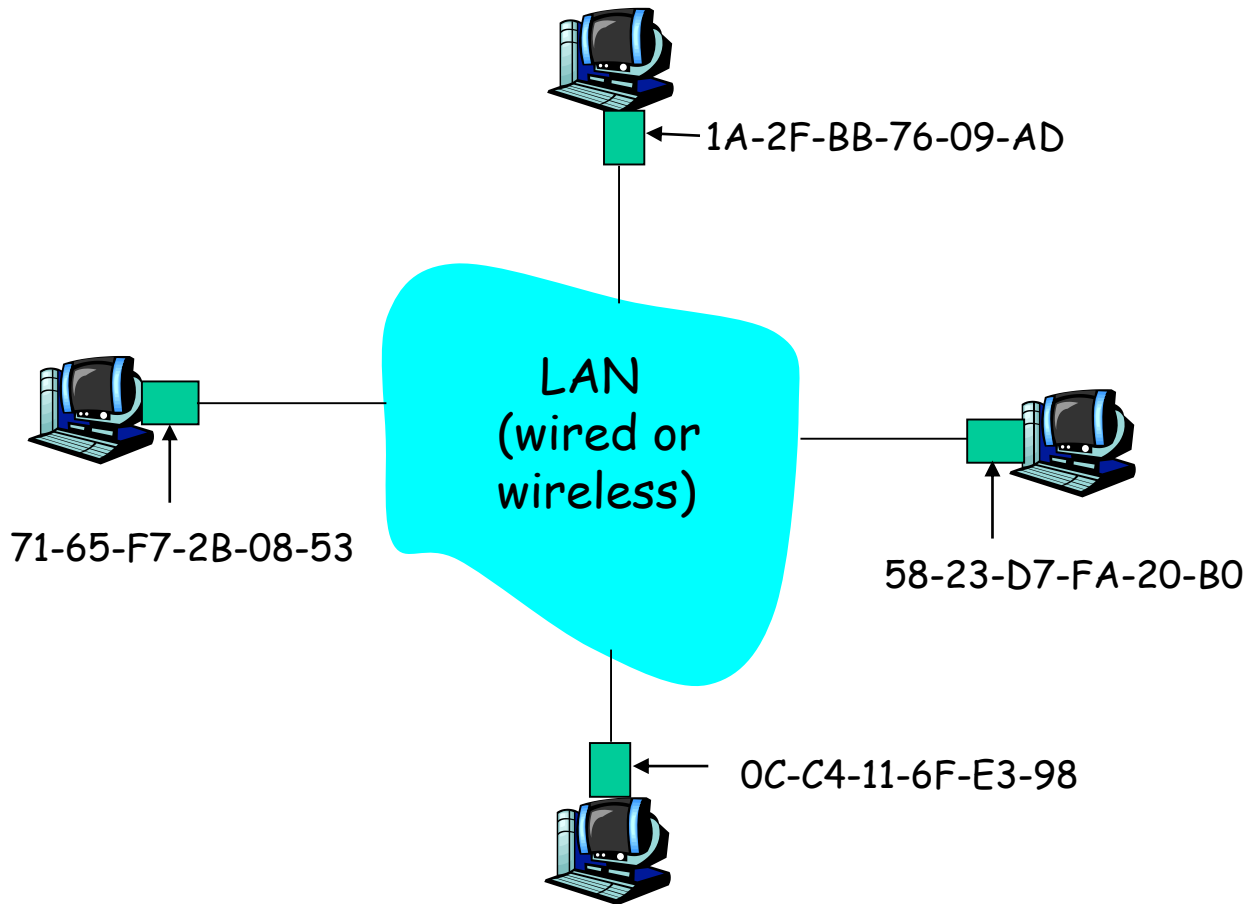 1A-2F-BB-76-09-AD
LAN
(wired or
wireless)
71-65-F7-2B-08-53
58-23-D7-FA-20-B0
0C-C4-11-6F-E3-98